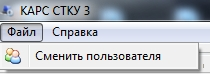 КАРС СТКУ 3
Файл Справка
Сменить пользователя